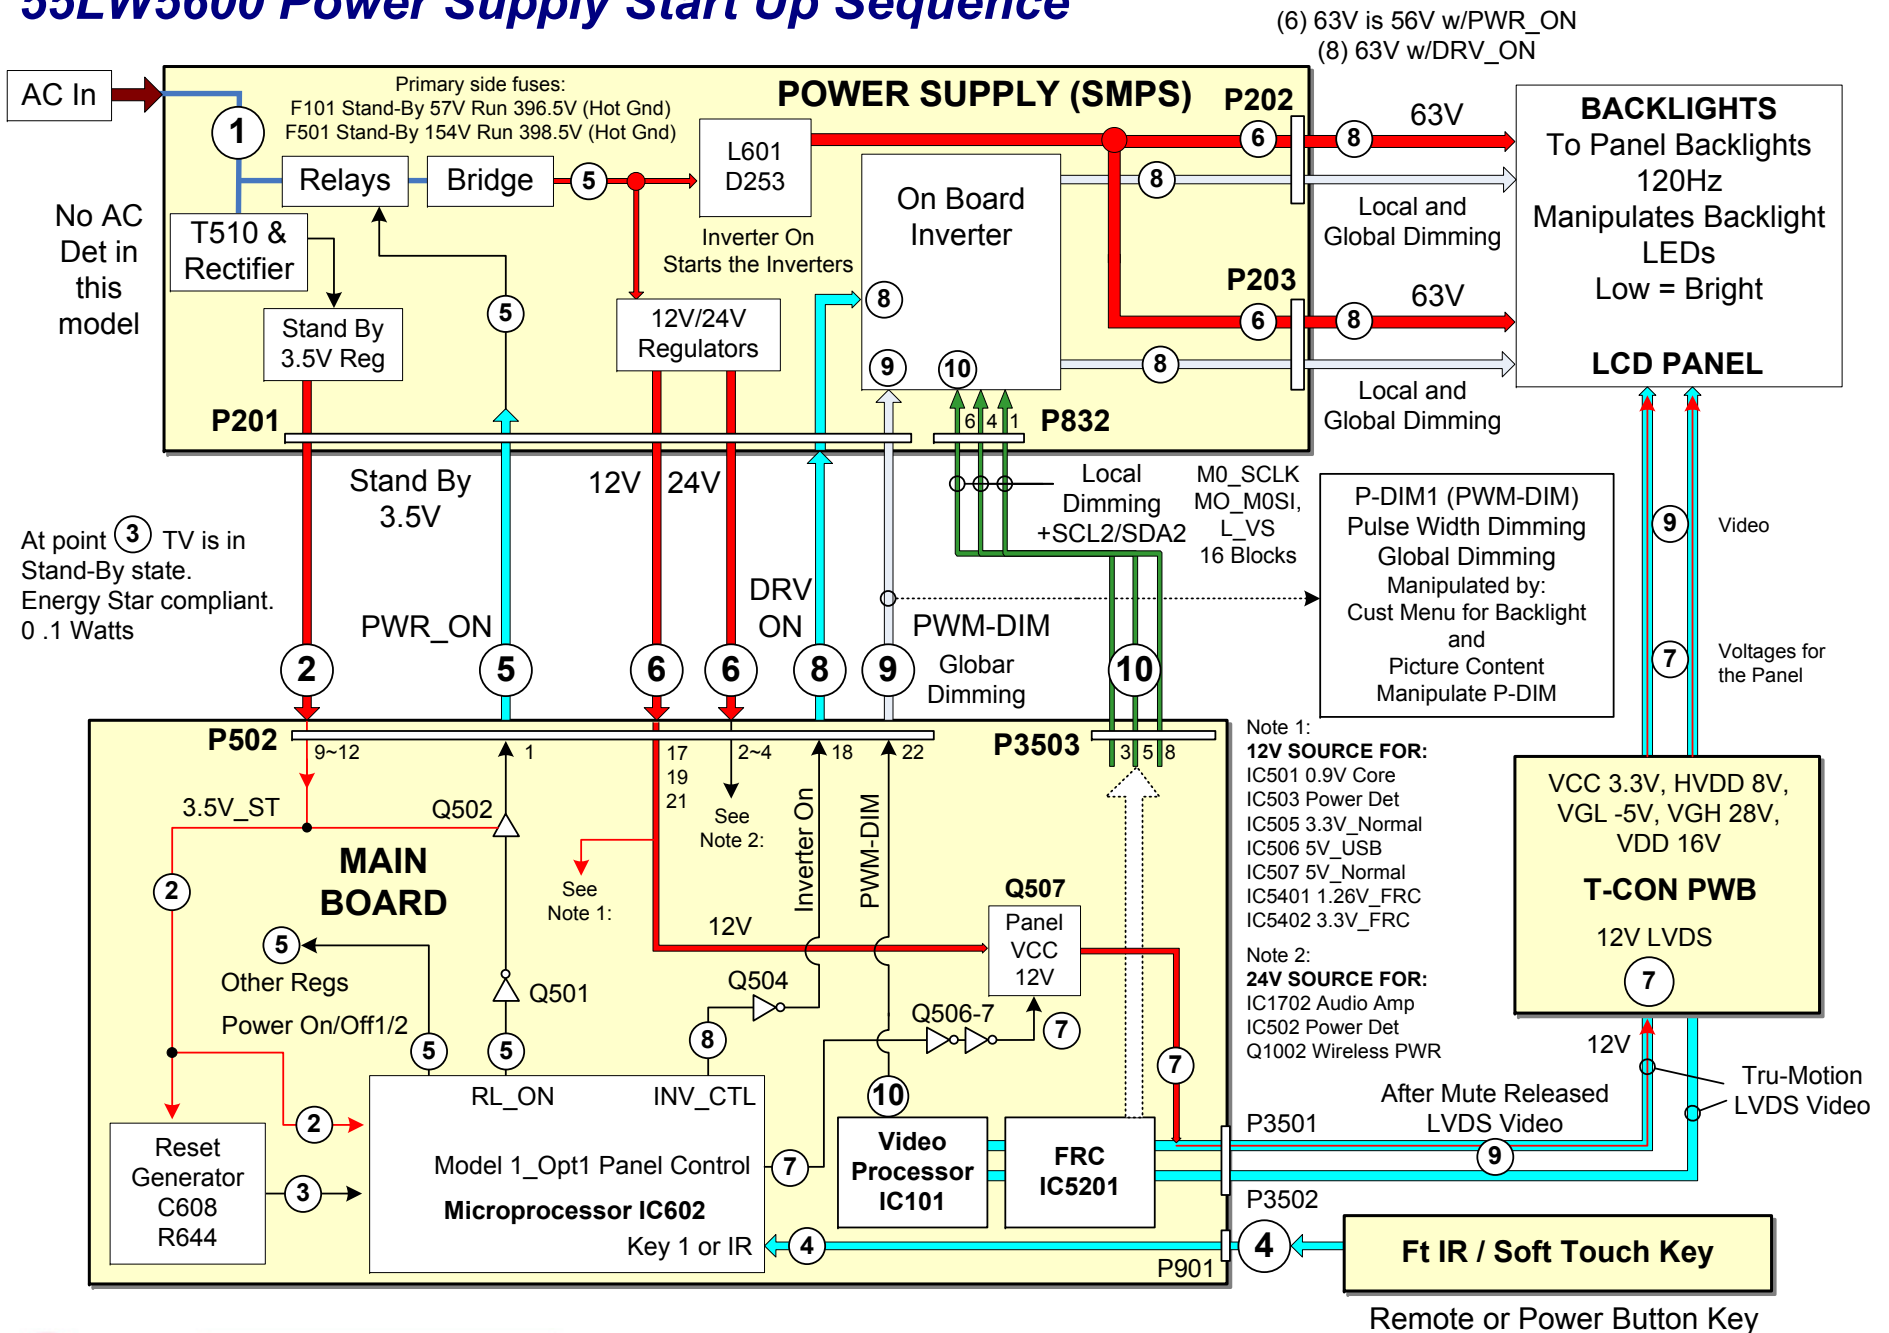 55LW5600 Power Supply Start Up Sequence
(6) 63V is 56V w/PWR_ON
(8) 63V w/DRV_ON
AC In
Primary side fuses:
F101 Stand-By 57V Run 396.5V (Hot Gnd)
F501 Stand-By 154V Run 398.5V (Hot Gnd)
POWER SUPPLY (SMPS)
P202
1
Relays
Bridge
5
L601
D253
6
8
63V
8
Local and
Global Dimming
BACKLIGHTS
To Panel Backlights
120Hz
Manipulates Backlight
LEDs
Low = Bright
LCD PANEL
No AC
Det in
this
model
T510 &
Rectifier
Stand By
3.5V Reg
5
Inverter On
Starts the Inverters
12V/24V
Regulators
On Board
Inverter
8
9
10
P203
6
8
63V
8
Local and
Global Dimming
P201
6
4
1
P832
Stand By
3.5V
12V
24V
Local
Dimming
+SCL2/SDA2
M0_SCLK
MO_M0SI,
L_VS
16 Blocks
P-DIM1 (PWM-DIM)
Pulse Width Dimming
Global Dimming
Manipulated by:
Cust Menu for Backlight
and
Picture Content
Manipulate P-DIM
9
Video
7
Voltages for
the Panel
At point 3 TV is in
Stand-By state.
Energy Star compliant.
0 .1 Watts
PWR_ON
DRV
ON
PWM-DIM
Globar
Dimming
2
5
6
6
8
9
10
P502
9~12
1
17
19
21
2~4
18
22
P3503
3
5
8
3.5V_ST
Q502
See
Note 2:
Inverter On
PWM-DIM
MAIN
BOARD
2
See
Note 1:
12V
Q507
Panel
VCC
12V
5
Other Regs
Power On/Off1/2
Q501
Q504
Q506-7
7
5
5
8
7
10
Note 1:
12V SOURCE FOR:
IC501 0.9V Core
IC503 Power Det
IC505 3.3V_Normal
IC506 5V_USB
IC507 5V_Normal
IC5401 1.26V_FRC
IC5402 3.3V_FRC
Note 2:
24V SOURCE FOR:
IC1702 Audio Amp
IC502 Power Det
Q1002 Wireless PWR
VCC 3.3V, HVDD 8V,
VGL -5V, VGH 28V,
VDD 16V
T-CON PWB
12V LVDS
7
12V
Tru-Motion
LVDS Video
After Mute Released
LVDS Video
P3501
9
P3502
RL_ON
INV_CTL
2
Reset
Generator
C608
R644
3
Model 1_Opt1 Panel Control
7
Microprocessor IC602
Key 1 or IR
4
Video
Processor
IC101
FRC
IC5201
P901
4
Ft IR / Soft Touch Key
Remote or Power Button Key